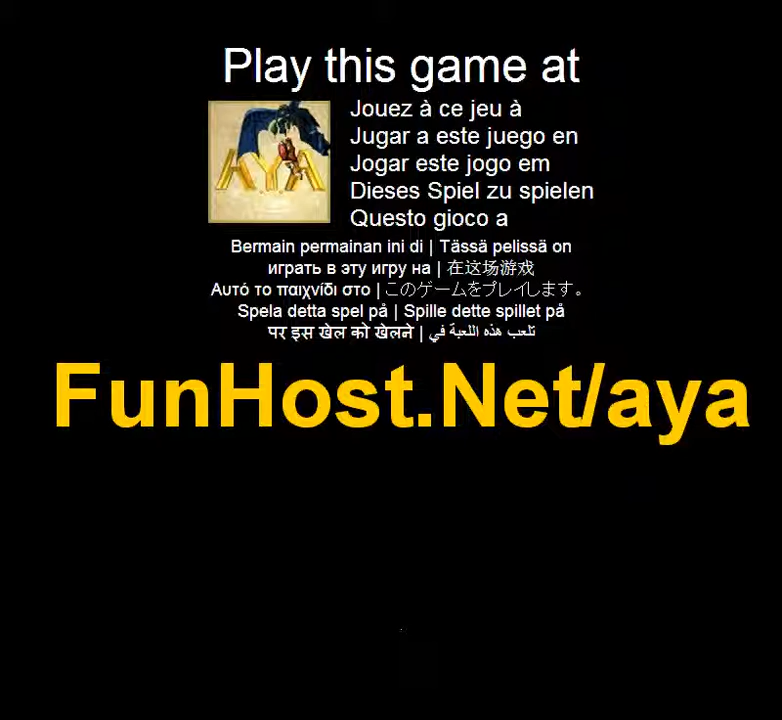 Play this game at
AYA
Jouez à ce jeu à
Jugar a este juego en
Jogar este jogo em
Dieses Spiel zu spielen
Questo gioco a
Bermain permainan ini di | Tässä pelissä on
играть в эту игру на | 在这场游戏
Αυτό το παιχνίδι στο | このゲームをプレイします。
Spela detta spel på | Spille dette spillet på
पर इस खेल को खेलने | تلعب هذه اللعبة في
FunHost.Net/aya